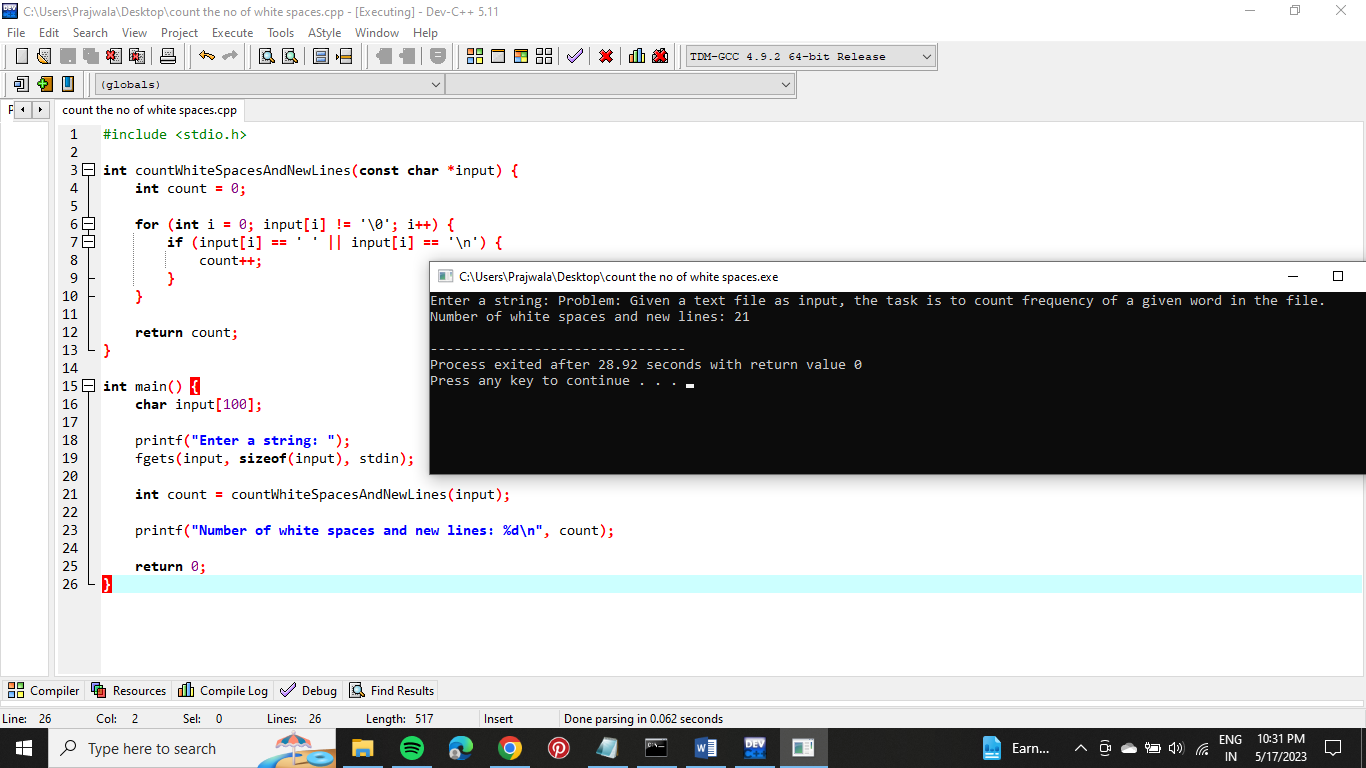 C:\Users\Prajwala\Desktop\count the no of white spaces.cpp - [Executing] - Dev-C++ 5.11
File Edit Search View Project Execute Tools AStyle Window Help
TDM-GCC 4.9.2 64-bit Release
(globals)
count the no of white spaces.cpp
1 #include <stdio.h>
2
3 int countWhiteSpacesAndNewLines(const char *input) {
4 int count = 0;
5
6 for (int i = 0; input[i] != '\0'; i++) {
7 if (input[i] == ' ' || input[i] == '\n') {
8 count++;
9 }
10 }
11
12 return count;
13 }
14
15 int main() {
16 char input[100];
17
18 printf("Enter a string: ");
19 fgets(input, sizeof(input), stdin);
20
21 int count = countWhiteSpacesAndNewLines(input);
22
23 printf("Number of white spaces and new lines: %d\n", count);
24
25 return 0;
26 }
C:\Users\Prajwala\Desktop\count the no of white spaces.exe
Enter a string: Problem: Given a text file as input, the task is to count frequency of a given word in the file.
Number of white spaces and new lines: 21
--------------------------------
Process exited after 28.92 seconds with return value 0
Press any key to continue . . .
Compiler Resources Compile Log Debug Find Results
Line: 26 Col: 2 Sel: 0 Lines: 26 Length: 517 Insert Done parsing in 0.062 seconds
Type here to search
Earn...
ENG
IN
10:31 PM
5/17/2023